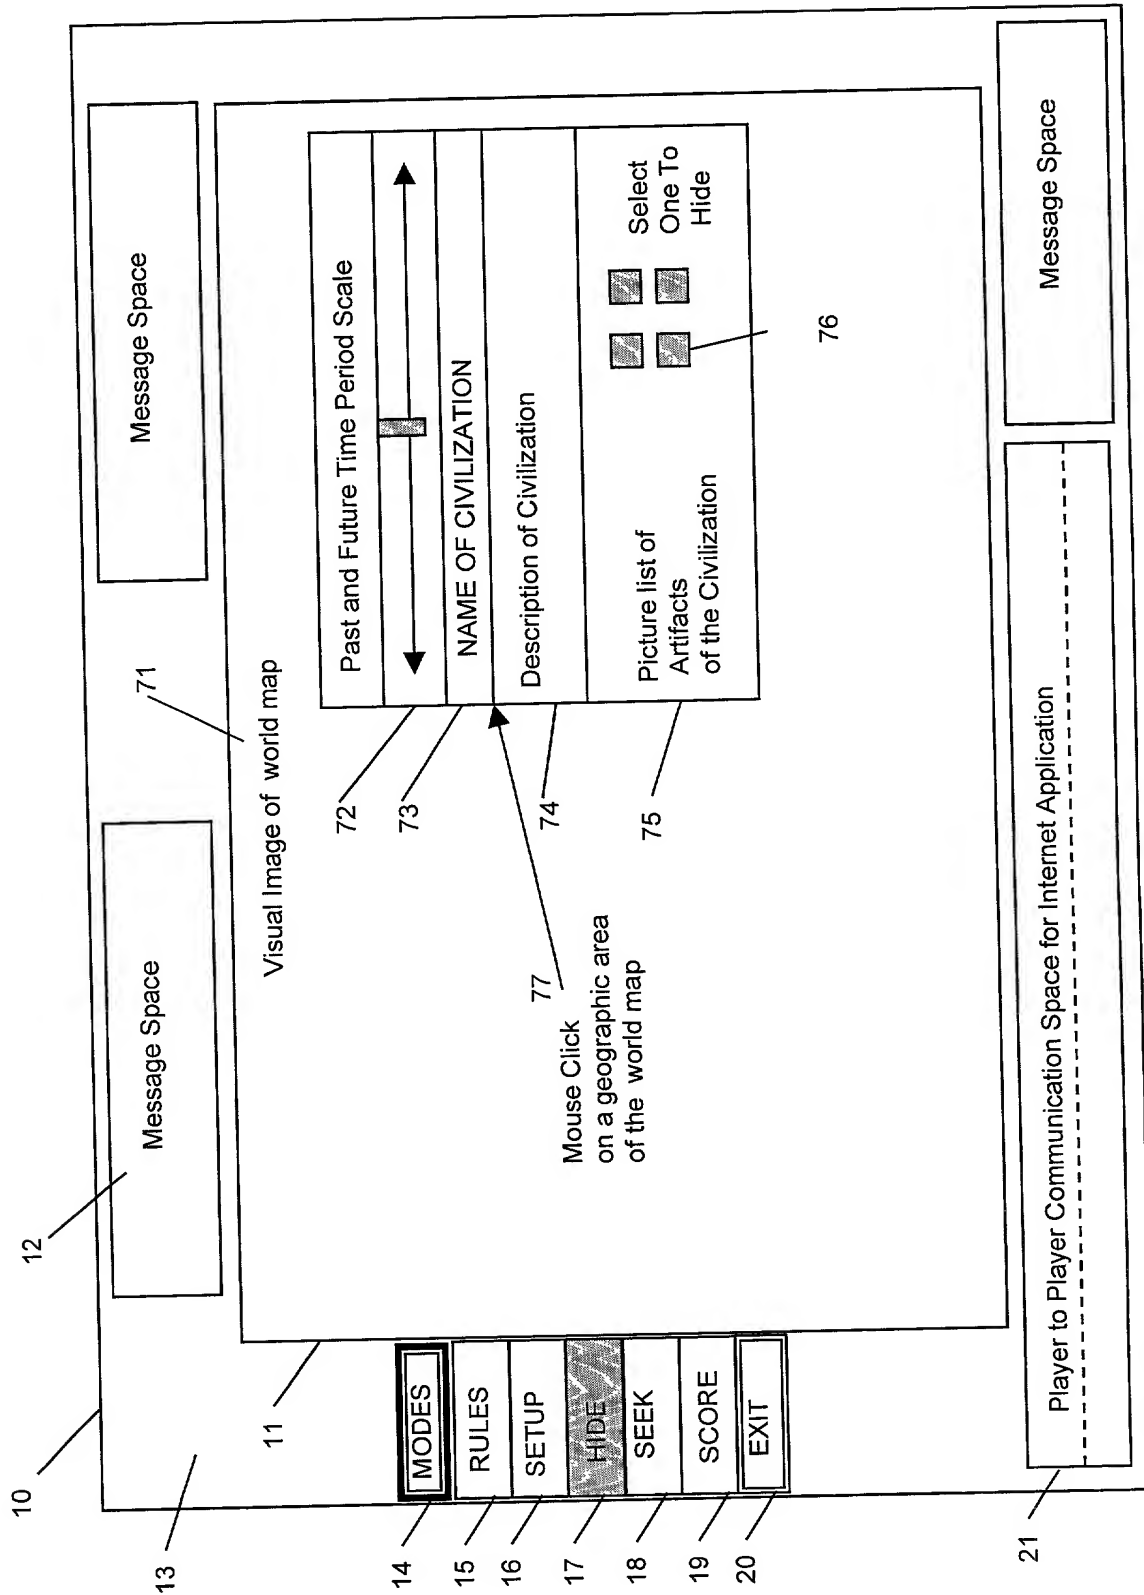 10
12
71
Message Space
Message Space
13
11
Visual Image of world map
14
MODES
15
RULES
16
SETUP
17
HIDE
18
SEEK
19
SCORE
20
EXIT
Past and Future Time Period Scale
72
73
NAME OF CIVILIZATION
74
Description of Civilization
75
Picture list of
Artifacts
of the Civilization
Select
One To
Hide
76
77
Mouse Click
on a geographic area
of the world map
21
Player to Player Communication Space for Internet Application
Message Space